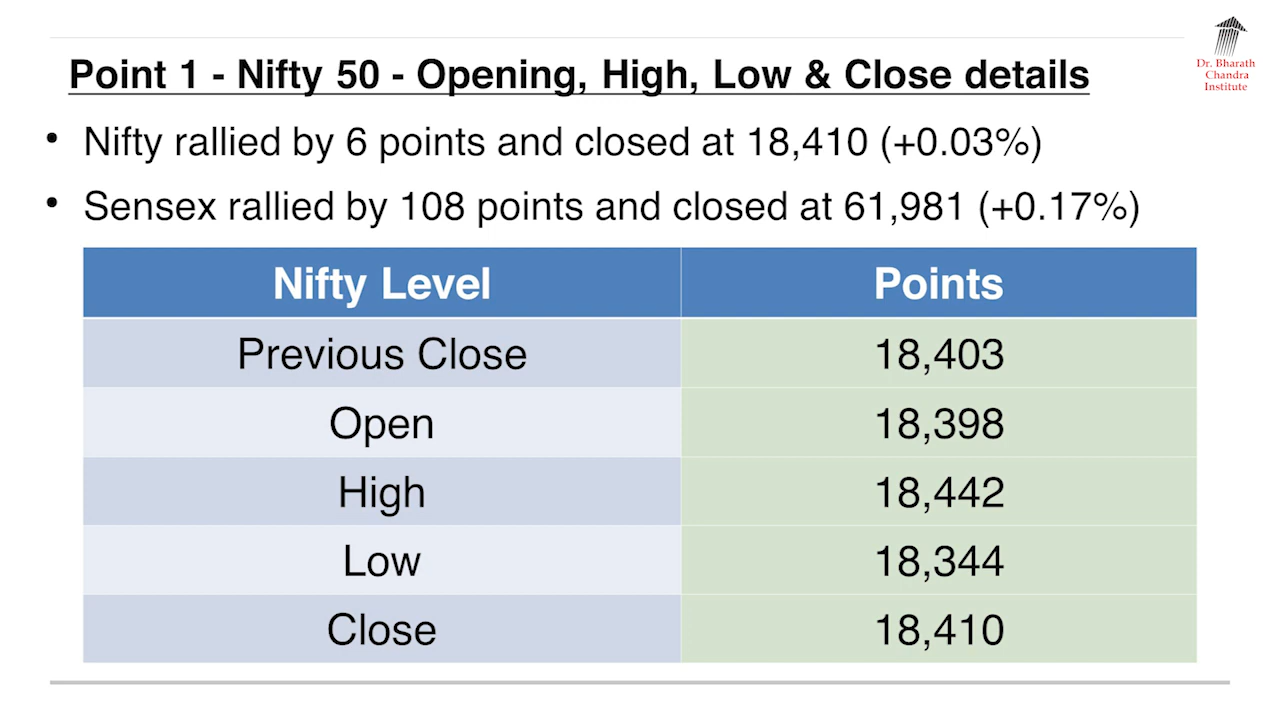 Dr. Bharath
Chandra
Institute
Point 1 - Nifty 50 - Opening, High, Low & Close details
• Nifty rallied by 6 points and closed at 18,410 (+0.03%)
• Sensex rallied by 108 points and closed at 61,981 (+0.17%)
Nifty Level Points
Previous Close 18,403
Open 18,398
High 18,442
Low 18,344
Close 18,410